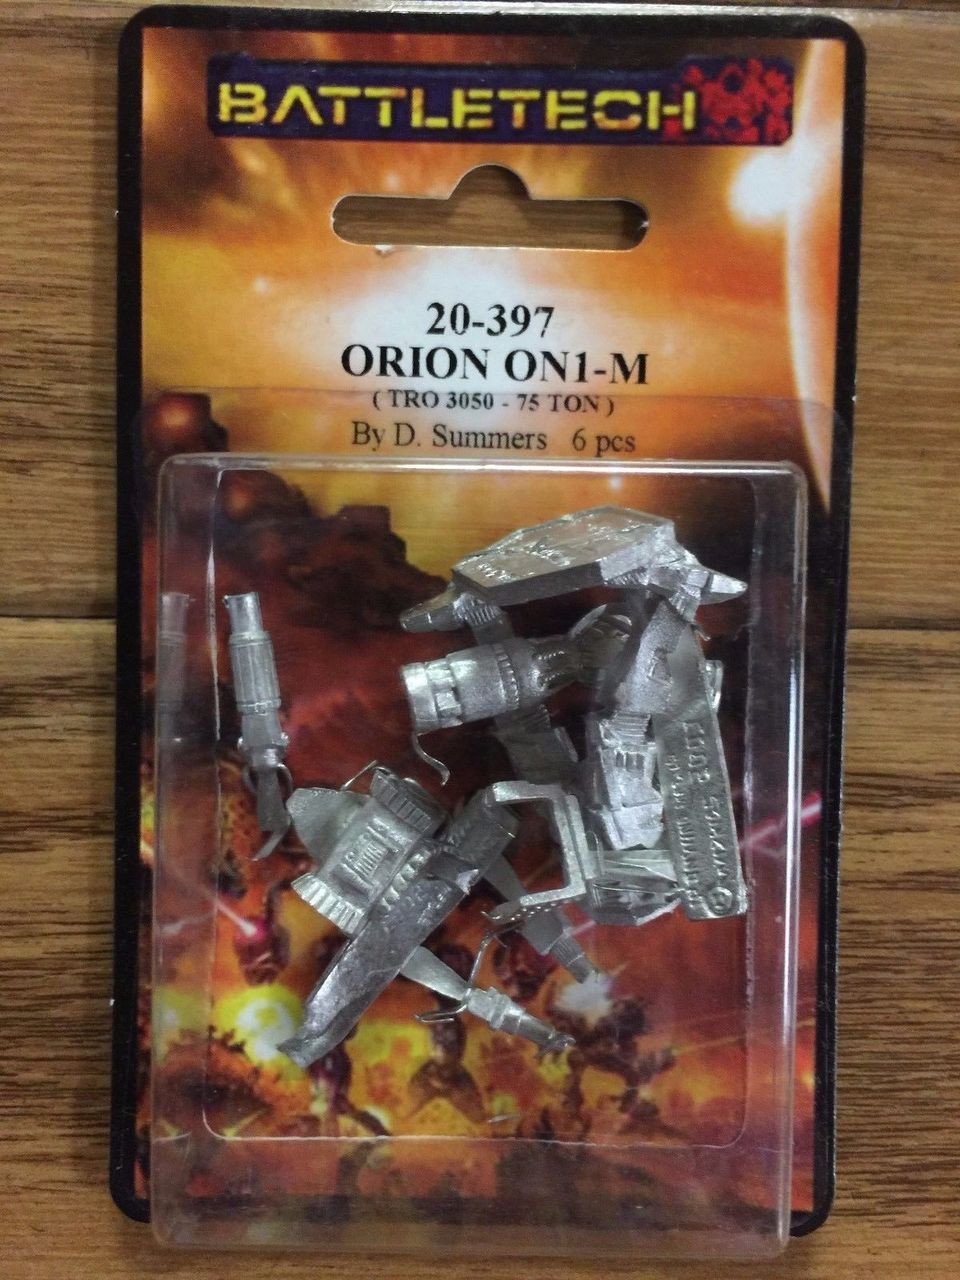 BATTLETECH
20-397
ORION ON1-M
( TRO 3050 - 75 TON )
By D. Summers 6 pcs